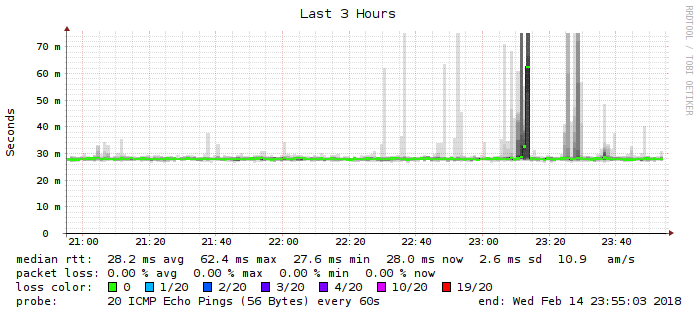 Last 3 Hours
RRDTOOL / TOBI OETIKER
Seconds
70 m
60 m
50 m
40 m
30 m
20 m
10 m
0
21:00 21:20 21:40 22:00 22:20 22:40 23:00 23:20 23:40
median rtt: 28.2 ms avg 62.4 ms max 27.6 ms min 28.0 ms now 2.6 ms sd 10.9 am/s
packet loss: 0.00 % avg 0.00 % max 0.00 % min 0.00 % now
loss color: 0 1/20 2/20 3/20 4/20 10/20 19/20
probe: 20 ICMP Echo Pings (56 Bytes) every 60s end: Wed Feb 14 23:55:03 2018